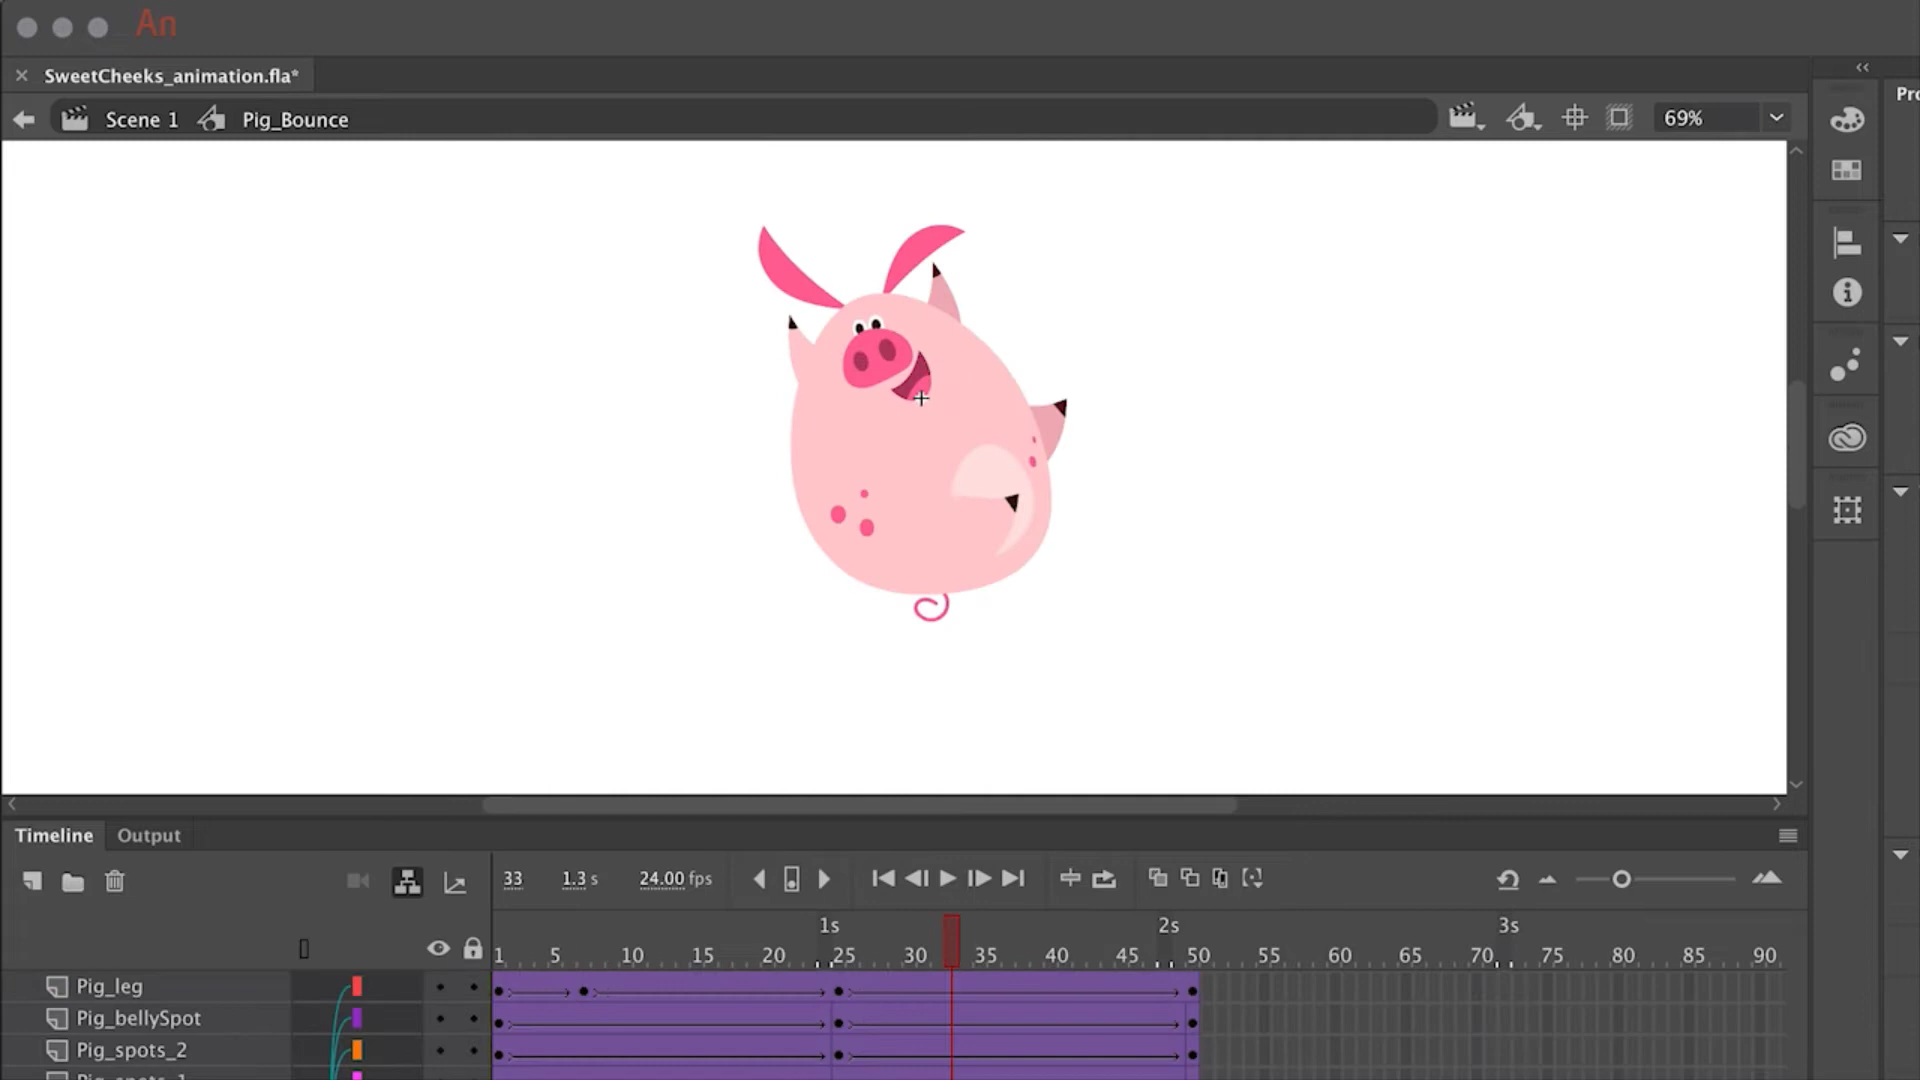 An
SweetCheeks_animation.fla*
Pro
Scene 1 Pig_Bounce 69%
Timeline Output
33 1.3 s 24.00 fps
1s 2s 3s
1 5 10 15 20 25 30 35 40 45 50 55 60 65 70 75 80 85 90
Pig_leg
Pig_bellySpot
Pig_spots_2